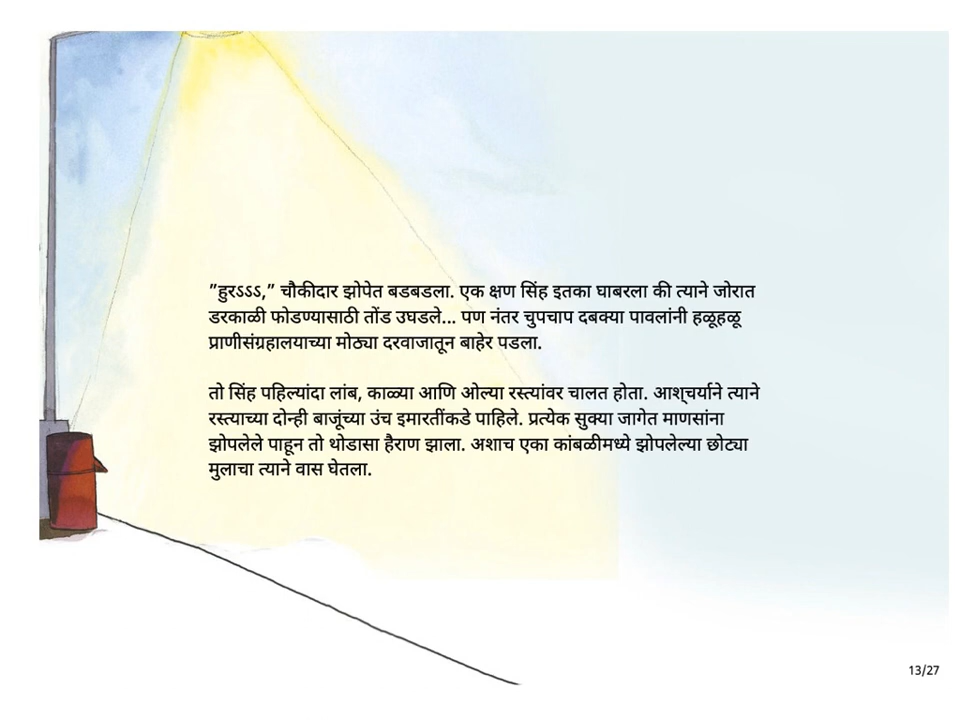 ”हुरऽऽऽ,” चौकीदार झोपेत बडबडला. एक क्षण सिंह इतका घाबरला की त्याने जोरात
डरकाळी फोडण्यासाठी तोंड उघडले... पण नंतर चुपचाप दबक्या पावलांनी हळूहळू
प्राणीसंग्रहालयाच्या मोठ्या दरवाजातून बाहेर पडला.
तो सिंह पहिल्यांदा लांब, काळ्या आणि ओल्या रस्त्यांवर चालत होता. आश्चर्याने त्याने
रस्त्याच्या दोन्ही बाजूंच्या उंच इमारतींकडे पाहिले. प्रत्येक सुक्या जागेत माणसांना
झोपलेले पाहून तो थोडासा हैराण झाला. अशाच एका कांबळीमध्ये झोपलेल्या छोट्या
मुलाचा त्याने वास घेतला.
13/27